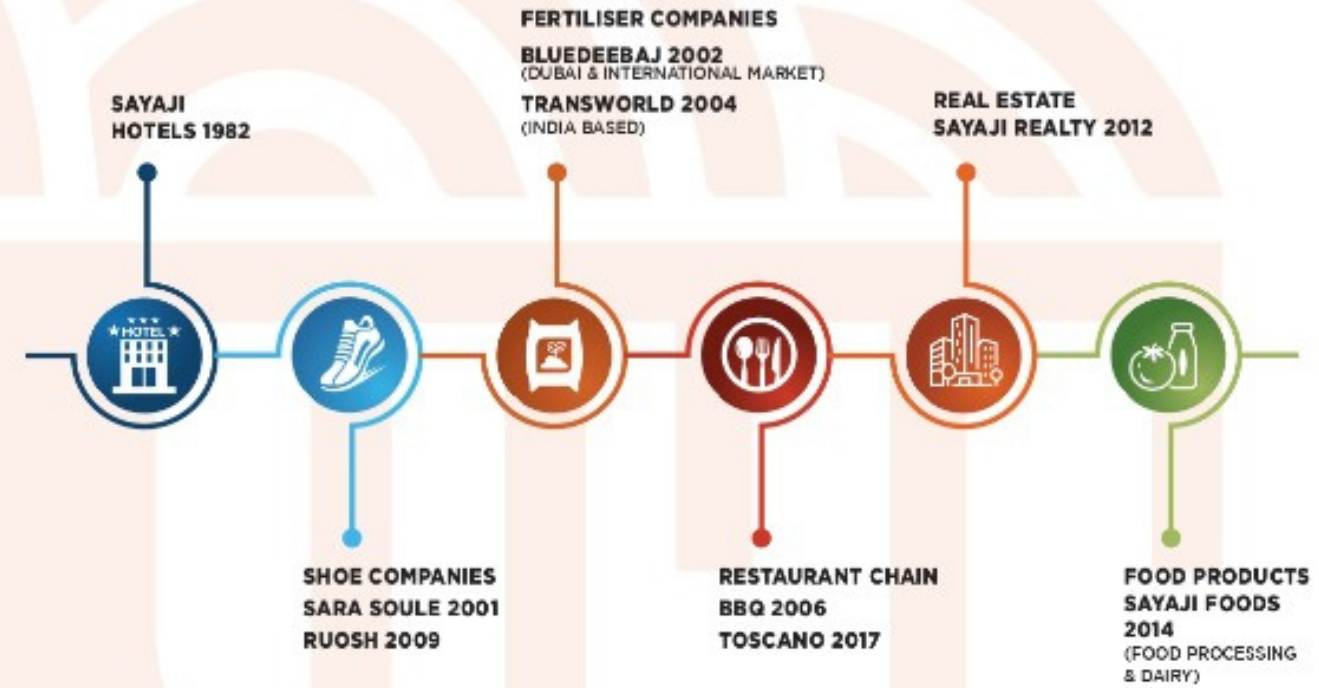 SAYAJI
HOTELS 1982
★★★
★HOTEL★
SHOE COMPANIES
SARA SOULE 2001
RUOSH 2009
FERTILISER COMPANIES
BLUEDEEBAJ 2002
(DUBAI & INTERNATIONAL MARKET)
TRANSWORLD 2004
(INDIA BASED)
RESTAURANT CHAIN
BBQ 2006
TOSCANO 2017
REAL ESTATE
SAYAJI REALTY 2012
FOOD PRODUCTS
SAYAJI FOODS
2014
(FOOD PROCESSING
& DAIRY)